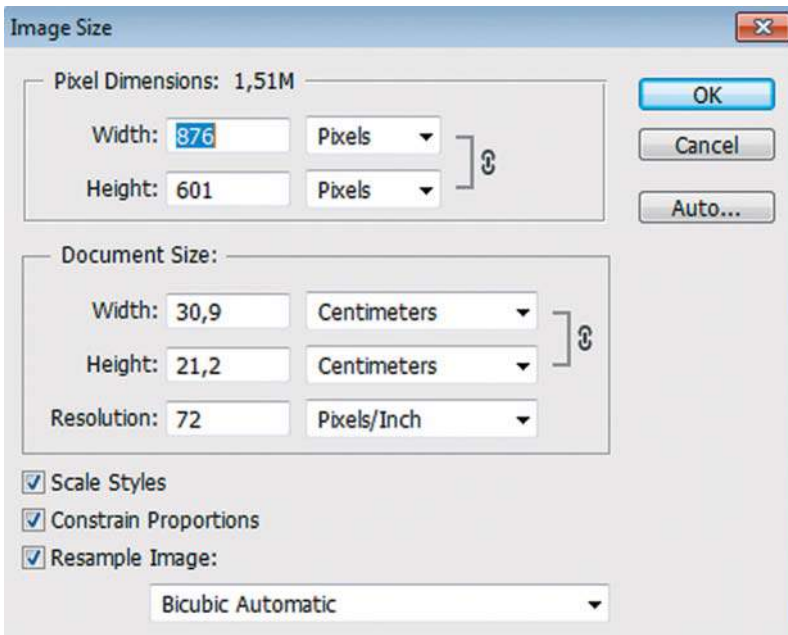 Image Size
Pixel Dimensions: 1,51M
OK
Width: 876 Pixels
Cancel
Height: 601 Pixels
Auto...
Document Size:
Width: 30,9 Centimeters
Height: 21,2 Centimeters
Resolution: 72 Pixels/Inch
Scale Styles
Constrain Proportions
Resample Image:
Bicubic Automatic